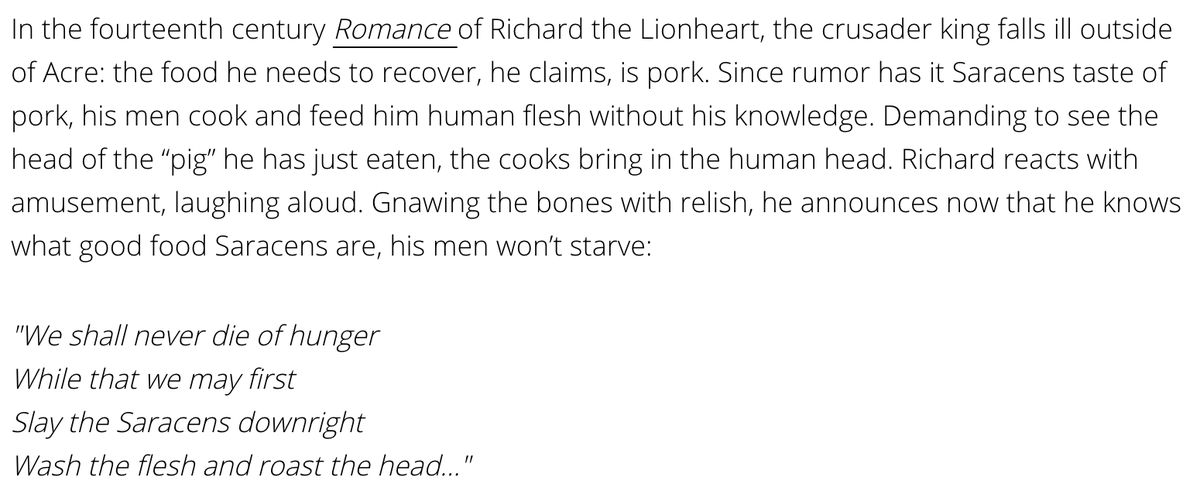 In the fourteenth century Romance of Richard the Lionheart, the crusader king falls ill outside
of Acre: the food he needs to recover, he claims, is pork. Since rumor has it Saracens taste of
pork, his men cook and feed him human flesh without his knowledge. Demanding to see the
head of the “pig” he has just eaten, the cooks bring in the human head. Richard reacts with
amusement, laughing aloud. Gnawing the bones with relish, he announces now that he knows
what good food Saracens are, his men won’t starve:
"We shall never die of hunger
While that we may first
Slay the Saracens downright
Wash the flesh and roast the head..."